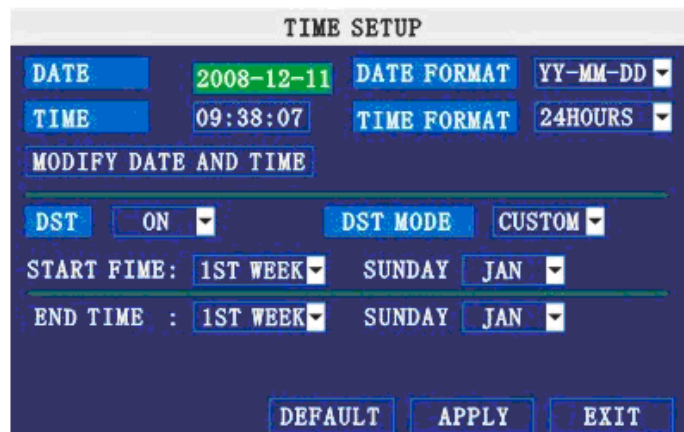 TIME SETUP
DATE 2008-12-11 DATE FORMAT YY-MM-DD
TIME 09:38:07 TIME FORMAT 24HOURS
MODIFY DATE AND TIME
DST ON DST MODE CUSTOM
START FIME: 1ST WEEK SUNDAY JAN
END TIME : 1ST WEEK SUNDAY JAN
DEFAULT APPLY EXIT